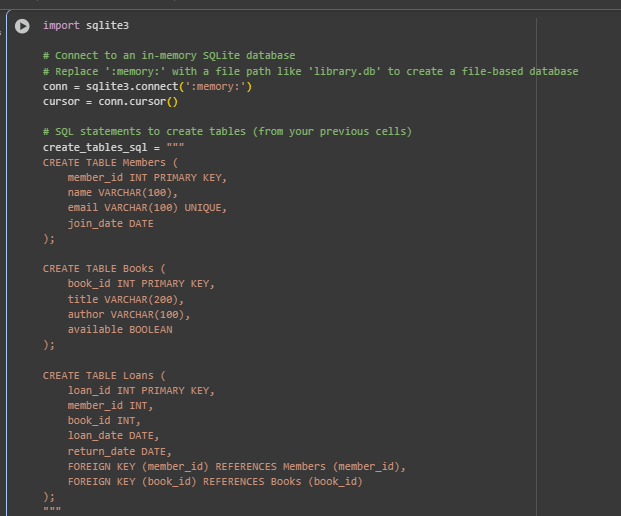 import sqlite3
# Connect to an in-memory SQLite database
# Replace ':memory:' with a file path like 'library.db' to create a file-based database
conn = sqlite3.connect(':memory:')
cursor = conn.cursor()
# SQL statements to create tables (from your previous cells)
create_tables_sql = """
CREATE TABLE Members (
    member_id INT PRIMARY KEY,
    name VARCHAR(100),
    email VARCHAR(100) UNIQUE,
    join_date DATE
);
CREATE TABLE Books (
    book_id INT PRIMARY KEY,
    title VARCHAR(200),
    author VARCHAR(100),
    available BOOLEAN
);
CREATE TABLE Loans (
    loan_id INT PRIMARY KEY,
    member_id INT,
    book_id INT,
    loan_date DATE,
    return_date DATE,
    FOREIGN KEY (member_id) REFERENCES Members (member_id),
    FOREIGN KEY (book_id) REFERENCES Books (book_id)
);
"""